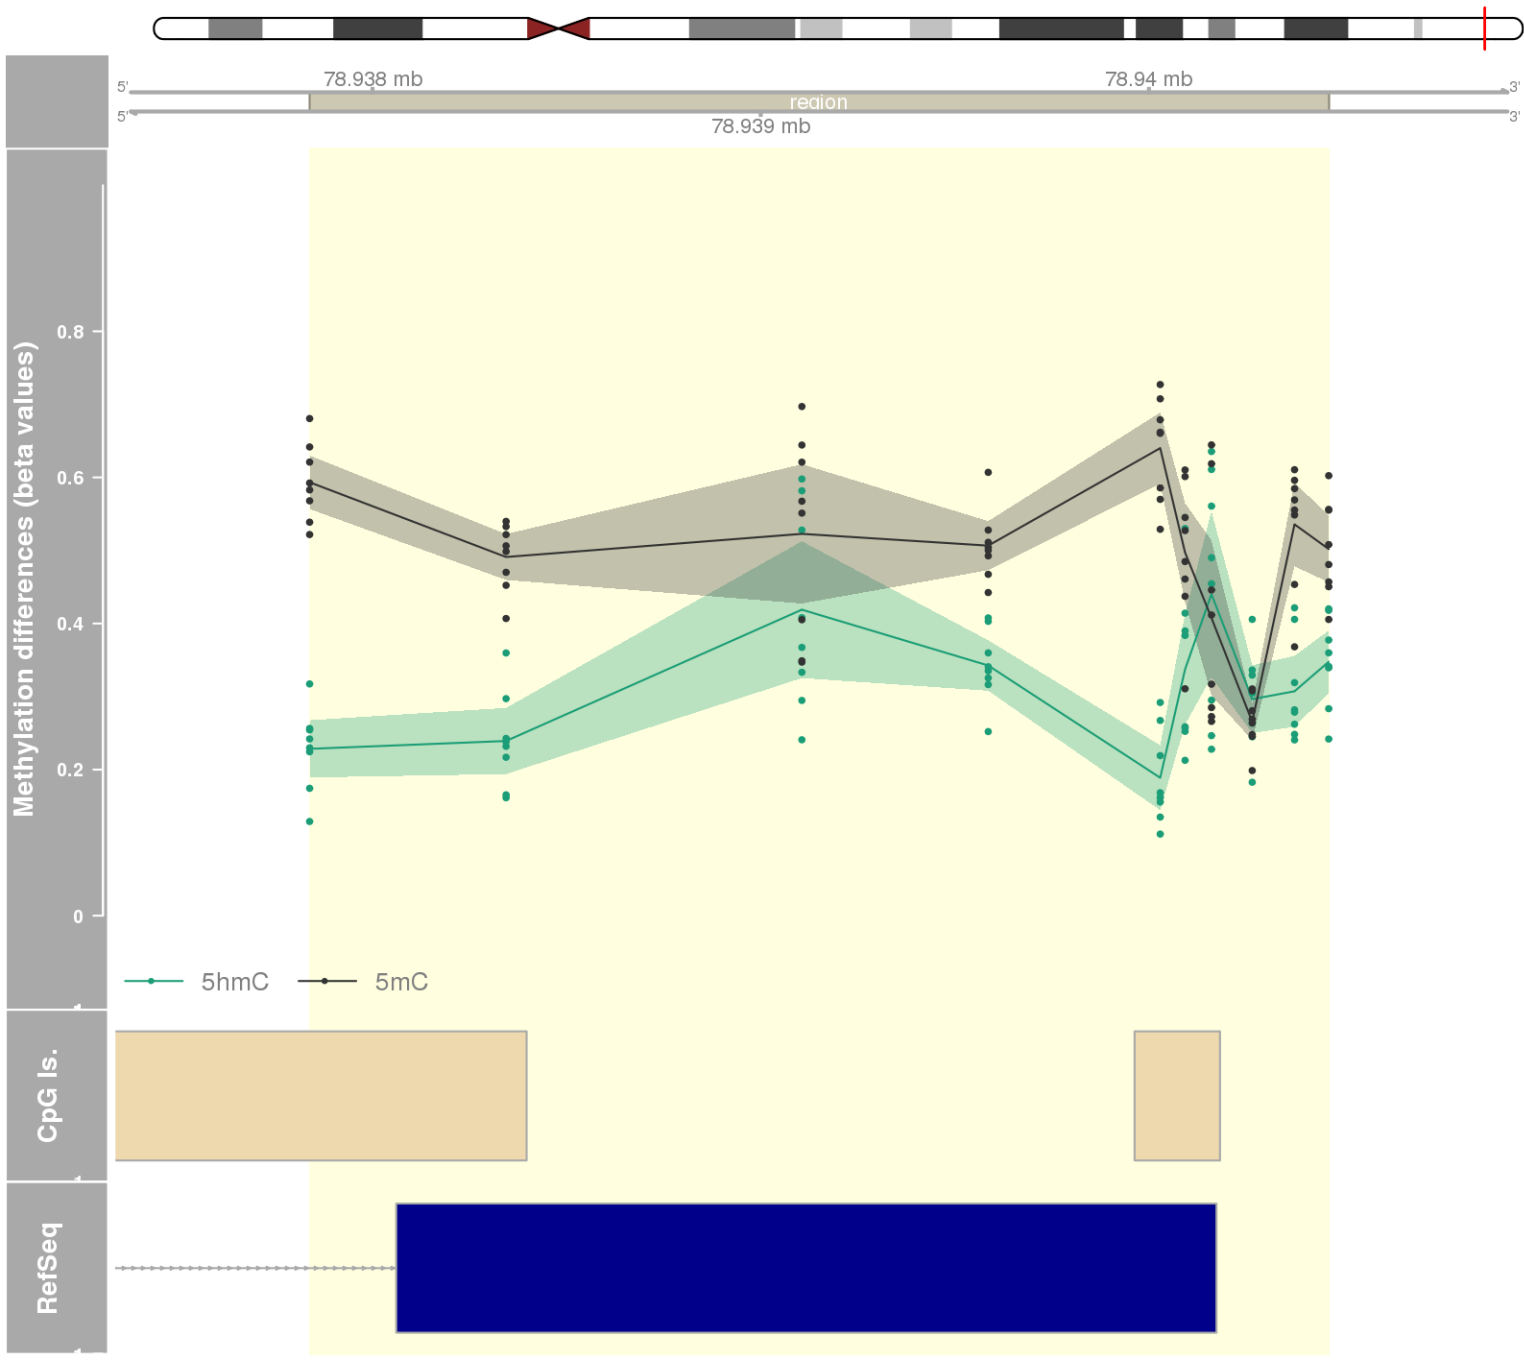 78.938 mb
78.94 mb
5'
3'
region
5'
3'
78.939 mb
Methylation differences (beta values)
0.8
0.6
0.4
0.2
0
5hmC
5mC
CpG Is.
RefSeq